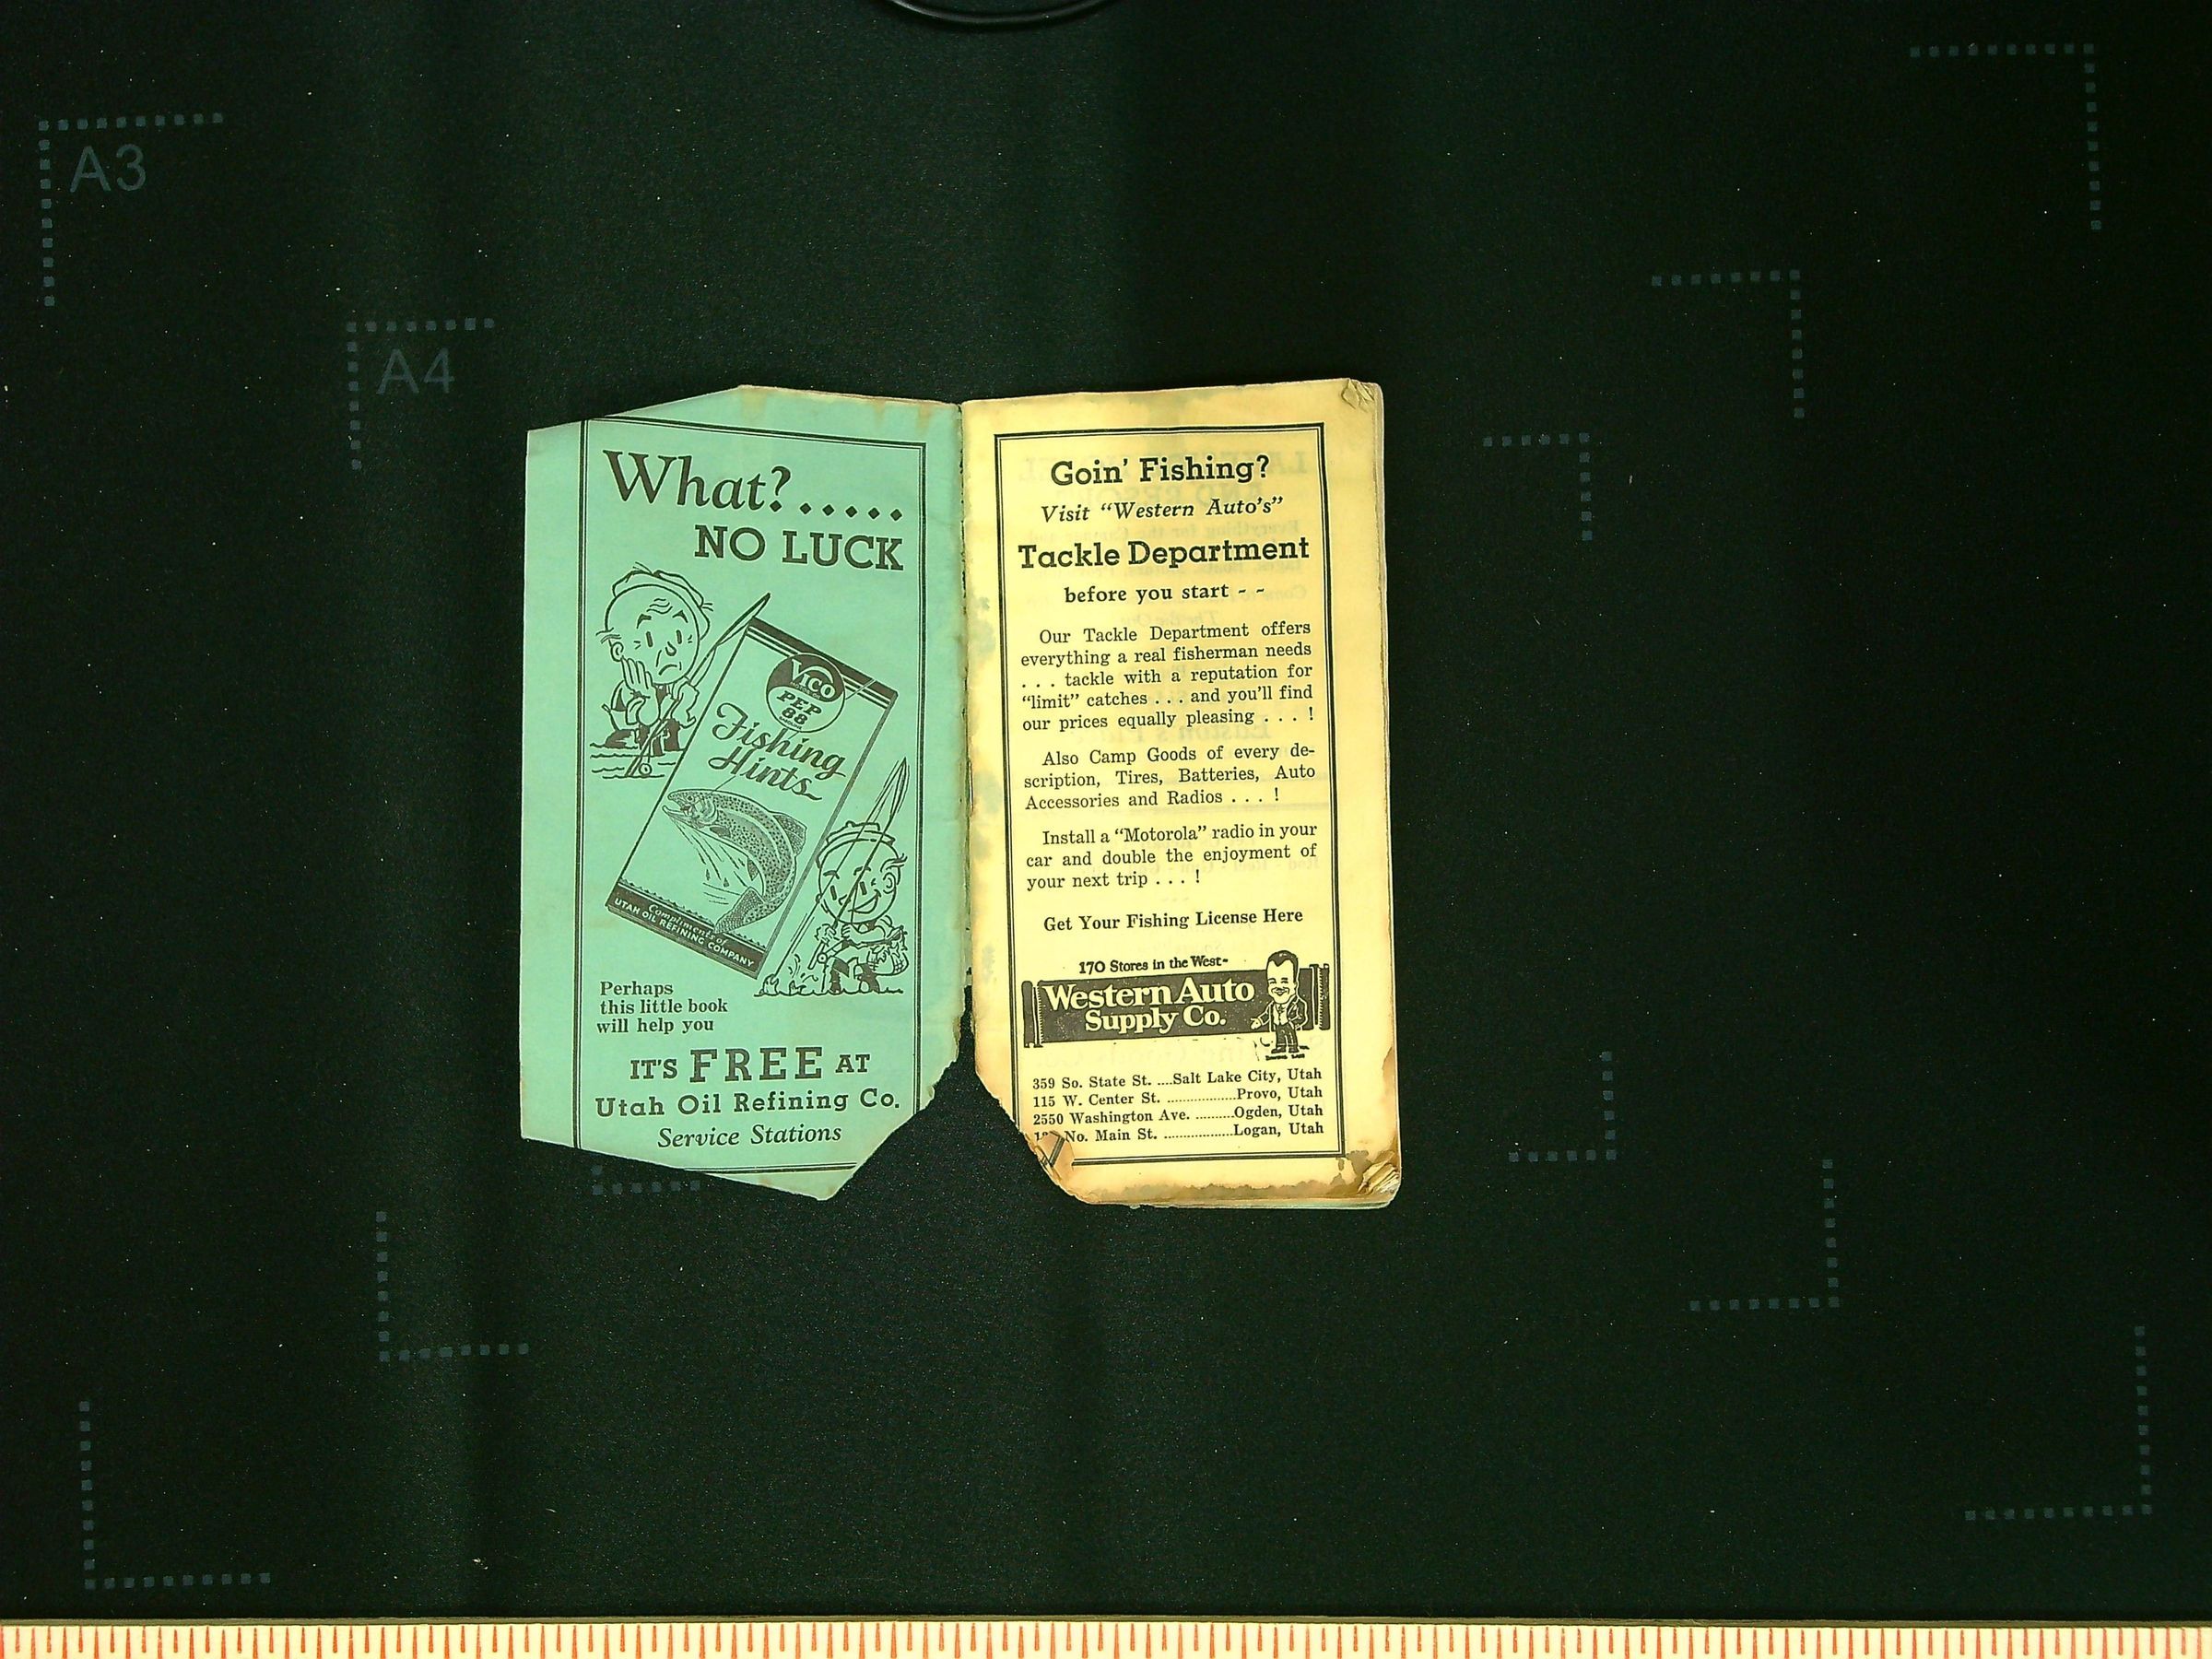 A3
A4
What?.....
NO LUCK
VICO
PEP
88
Fishing
Hints
Compliments of
UTAH OIL REFINING COMPANY
Perhaps
this little book
will help you
IT'S FREE AT
Utah Oil Refining Co.
Service Stations
Goin' Fishing?
Visit "Western Auto's"
Tackle Department
before you start - -
Our Tackle Department offers
everything a real fisherman needs
. . . tackle with a reputation for
"limit" catches . . . and you'll find
our prices equally pleasing . . . !
Also Camp Goods of every de-
scription, Tires, Batteries, Auto
Accessories and Radios . . . !
Install a "Motorola" radio in your
car and double the enjoyment of
your next trip . . . !
Get Your Fishing License Here
170 Stores in the West-
Western Auto
Supply Co.
359 So. State St. ....Salt Lake City, Utah
115 W. Center St. ..................Provo, Utah
2550 Washington Ave. ..........Ogden, Utah
No. Main St. ..................Logan, Utah